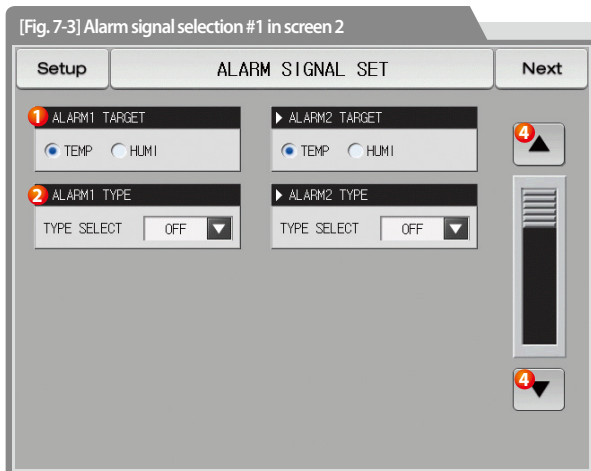 [Fig. 7-3] Alarm signal selection #1 in screen 2
Setup ALARM SIGNAL SET Next
1 ALARM1 TARGET ▶ ALARM2 TARGET 4
TEMP HUMI TEMP HUMI
2 ALARM1 TYPE ▶ ALARM2 TYPE
TYPE SELECT OFF TYPE SELECT OFF
4